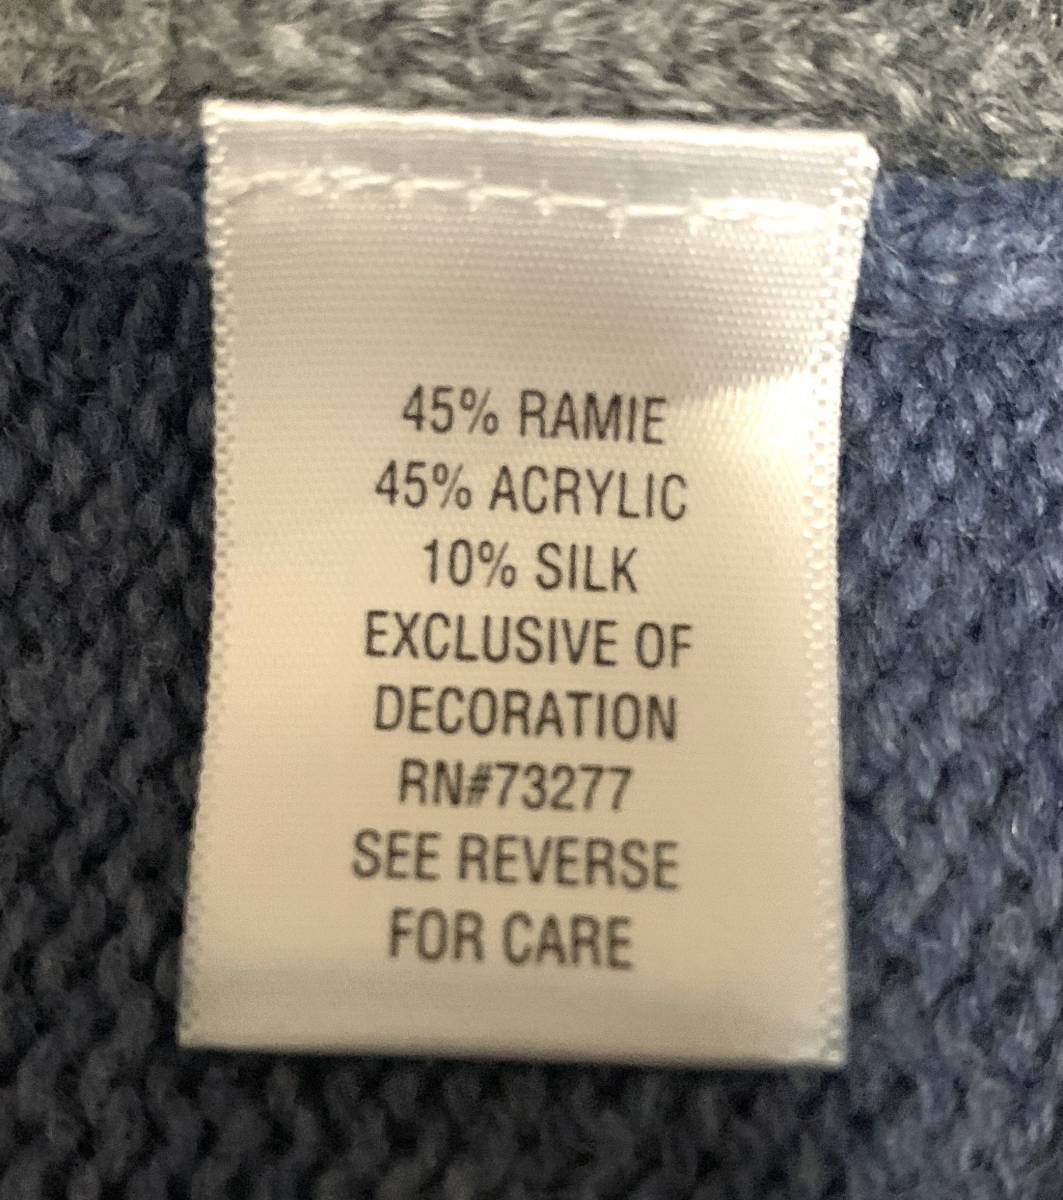 45% RAMIE
45% ACRYLIC
10% SILK
EXCLUSIVE OF
DECORATION
RN#73277
SEE REVERSE
FOR CARE